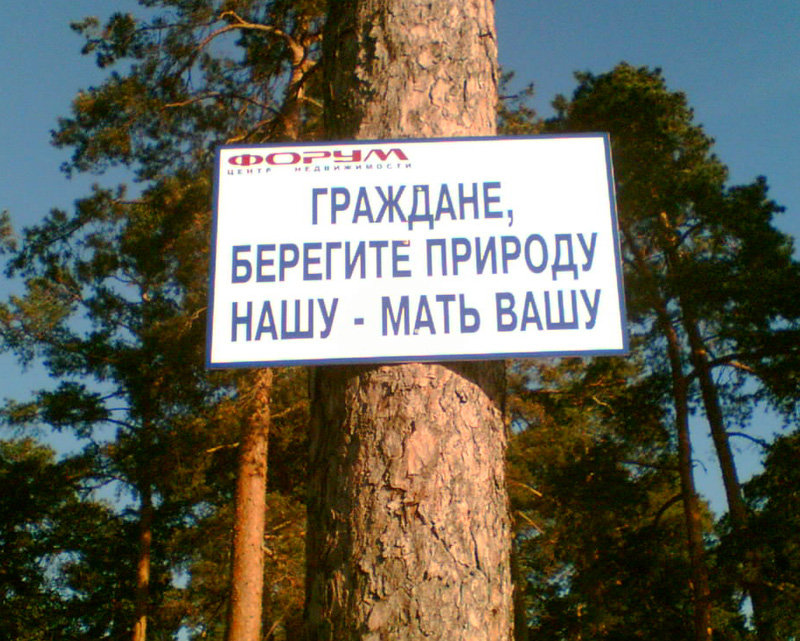 ФОРУМ
ЦЕНТР НЕДВИЖИМОСТИ
ГРАЖДАНЕ,
БЕРЕГИТЕ ПРИРОДУ
НАШУ - МАТЬ ВАШУ